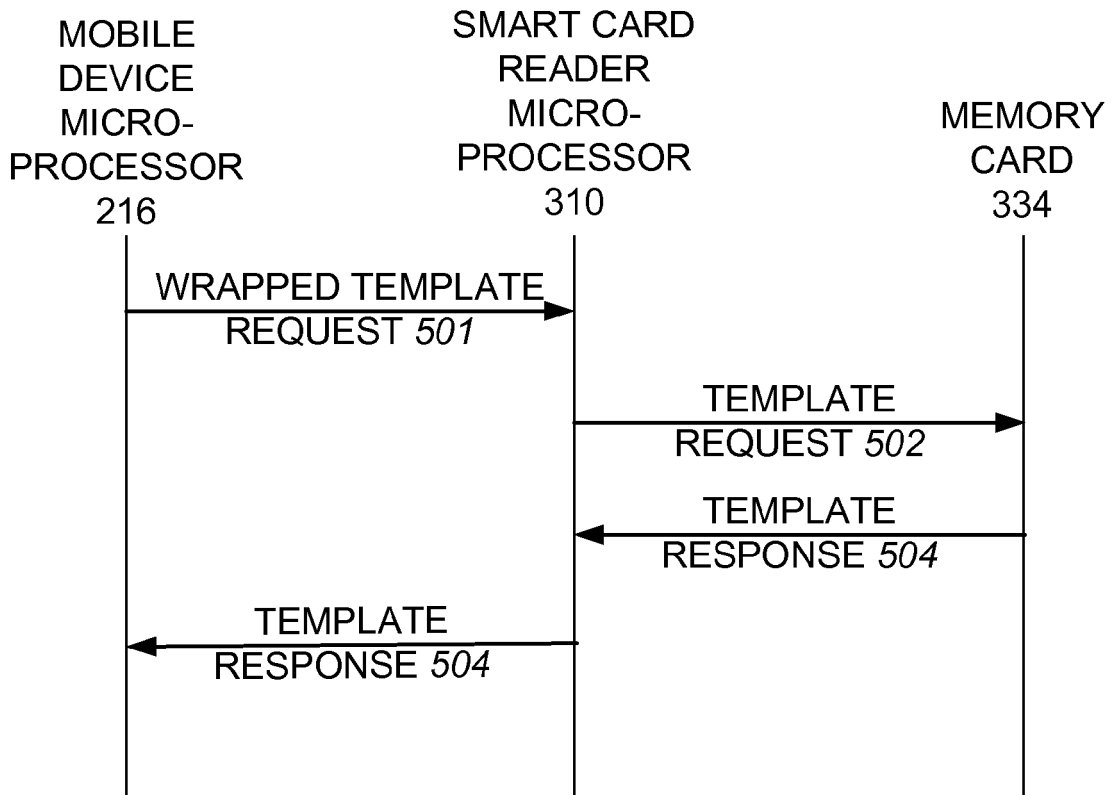 MOBILE
DEVICE
MICRO-
PROCESSOR
216
SMART CARD
READER
MICRO-
PROCESSOR
310
MEMORY
CARD
334
WRAPPED TEMPLATE
REQUEST 501
TEMPLATE
REQUEST 502
TEMPLATE
RESPONSE 504
TEMPLATE
RESPONSE 504